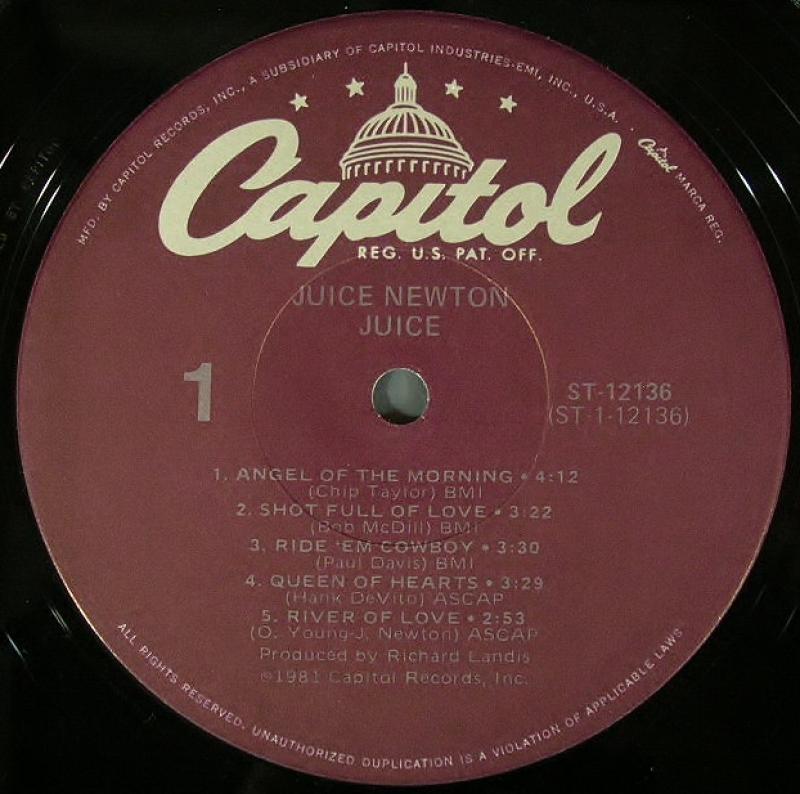 MFD. BY CAPITOL RECORDS, INC., A SUBSIDIARY OF CAPITOL INDUSTRIES-EMI, INC., U.S.A. · Capitol MARCA REG.
Capitol
REG. U.S. PAT. OFF.
JUICE NEWTON
JUICE
1
ST-12136
(ST-1-12136)
1. ANGEL OF THE MORNING • 4:12
(Chip Taylor) BMI
2. SHOT FULL OF LOVE • 3:22
(Bob McDill) BMI
3. RIDE 'EM COWBOY • 3:30
(Paul Davis) BMI
4. QUEEN OF HEARTS • 3:29
(Hank DeVito) ASCAP
5. RIVER OF LOVE • 2:53
(O. Young-J. Newton) ASCAP
Produced by Richard Landis
©1981 Capitol Records, Inc.
ALL RIGHTS RESERVED. UNAUTHORIZED DUPLICATION IS A VIOLATION OF APPLICABLE LAWS